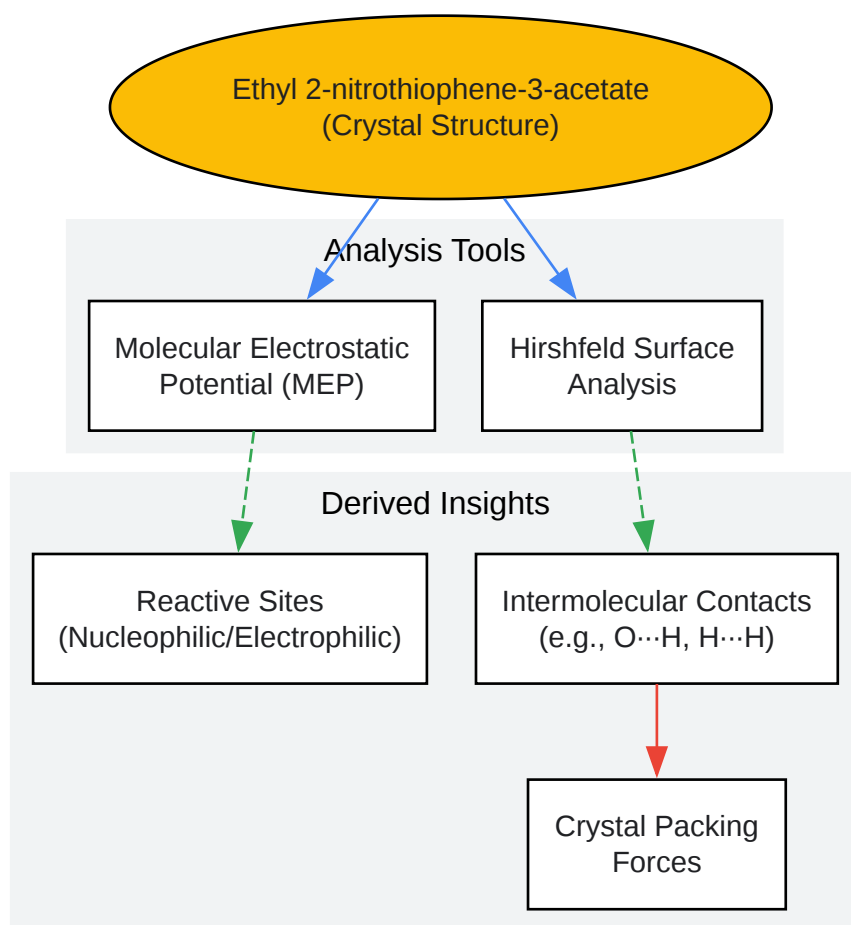 Ethyl 2-nitrothiophene-3-acetate
(Crystal Structure)
Analysis Tools
Molecular Electrostatic
Potential (MEP)
Hirshfeld Surface
Analysis
Derived Insights
Reactive Sites
(Nucleophilic/Electrophilic)
Intermolecular Contacts
(e.g., O···H, H···H)
Crystal Packing
Forces